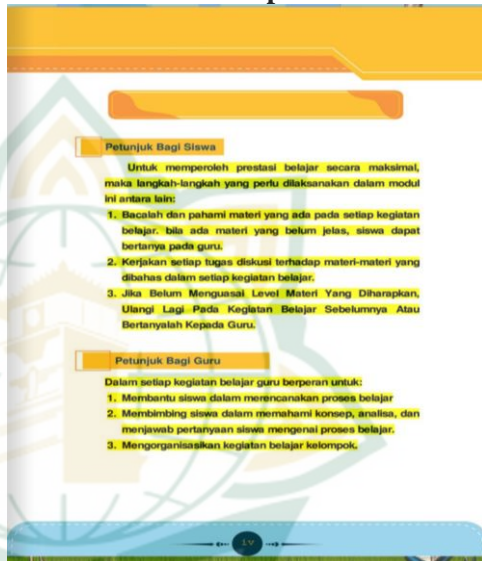 Petunjuk Bagi Siswa
Untuk memperoleh prestasi belajar secara maksimal,
maka langkah-langkah yang perlu dilaksanakan dalam modul
ini antara lain:
1. Bacalah dan pahami materi yang ada pada setiap kegiatan
belajar. bila ada materi yang belum jelas, siswa dapat
bertanya pada guru.
2. Kerjakan setiap tugas diskusi terhadap materi-materi yang
dibahas dalam setiap kegiatan belajar.
3. Jika Belum Menguasai Level Materi Yang Diharapkan,
Ulangi Lagi Pada Kegiatan Belajar Sebelumnya Atau
Bertanyalah Kepada Guru.
Petunjuk Bagi Guru
Dalam setiap kegiatan belajar guru berperan untuk:
1. Membantu siswa dalam merencanakan proses belajar
2. Membimbing siswa dalam memahami konsep, analisa, dan
menjawab pertanyaan siswa mengenai proses belajar.
3. Mengorganisasikan kegiatan belajar kelompok.
iv